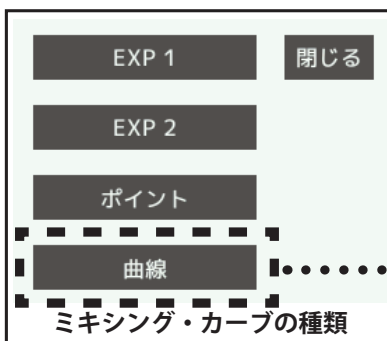 EXP 1
閉じる
EXP 2
ポイント
曲線
ミキシング・カーブの種類